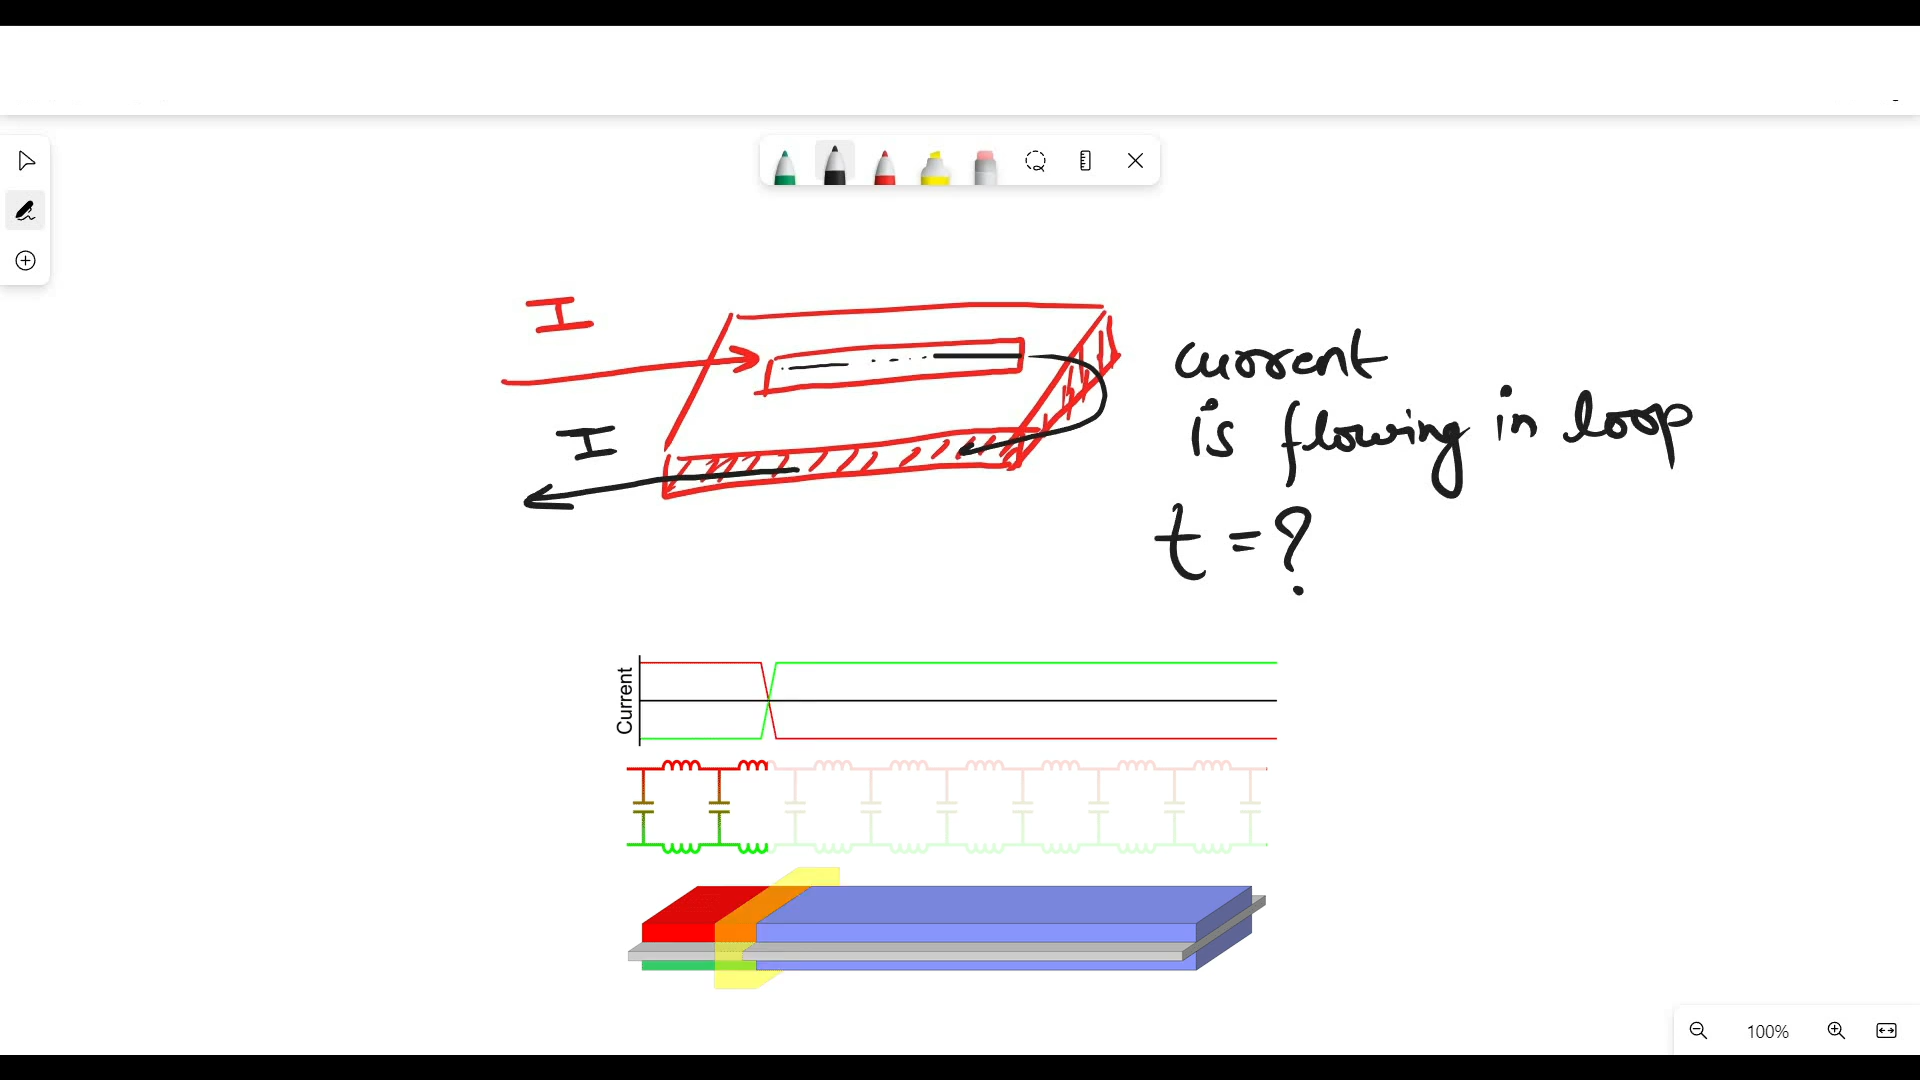 I
I
current
is flowing in loop
t = ?
Current
100%